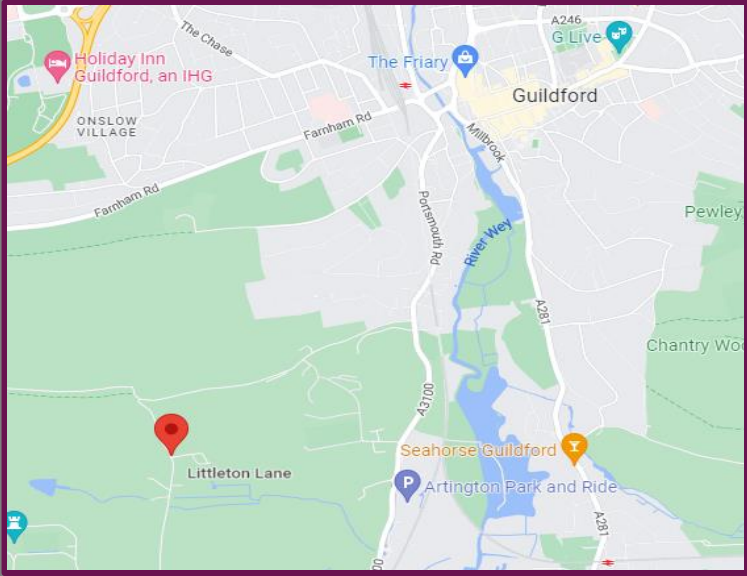 The Chase
A246
G Live
Holiday Inn
Guildford, an IHG
The Friary
Guildford
ONSLOW
VILLAGE
Farnham Rd
Millbrook
Farnham Rd
Portsmouth Rd
Pewley
River Wey
A281
Chantry Woo
A3100
Seahorse Guildford
Littleton Lane
P
Artington Park and Ride
A281
00